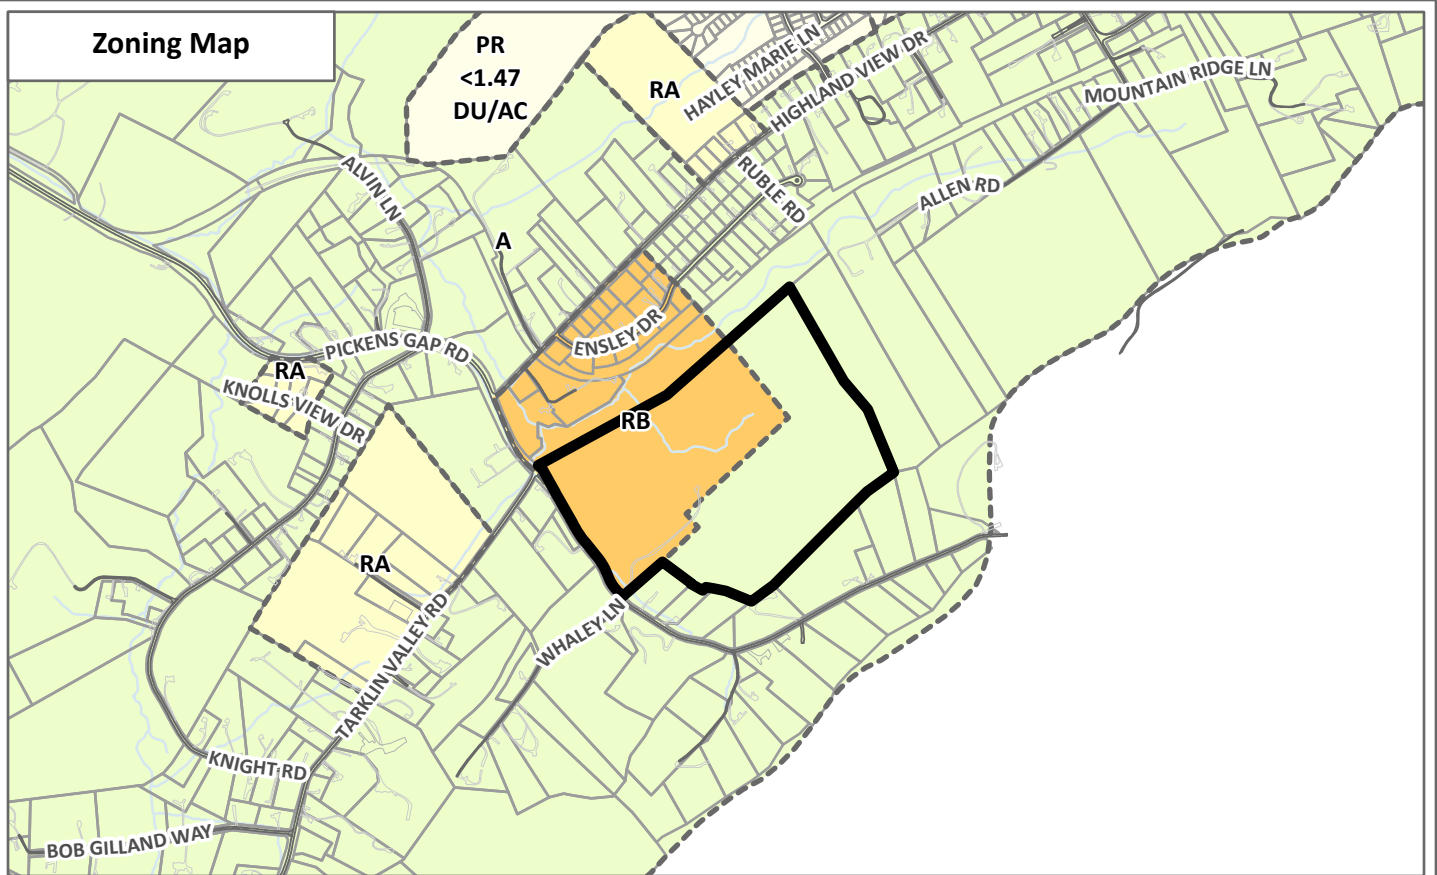 Zoning Map
PR
<1.47
DU/AC
RA
HAYLEY MARIE LN
HIGHLAND VIEW DR
MOUNTAIN RIDGE LN
ALVIN LN
RUBLE RD
ALLEN RD
A
ENSLEY DR
PICKENS GAP RD
RA
KNOLLS VIEW DR
RB
RA
WHALEY LN
TARKLIN VALLEY RD
KNIGHT RD
BOB GILLAND WAY